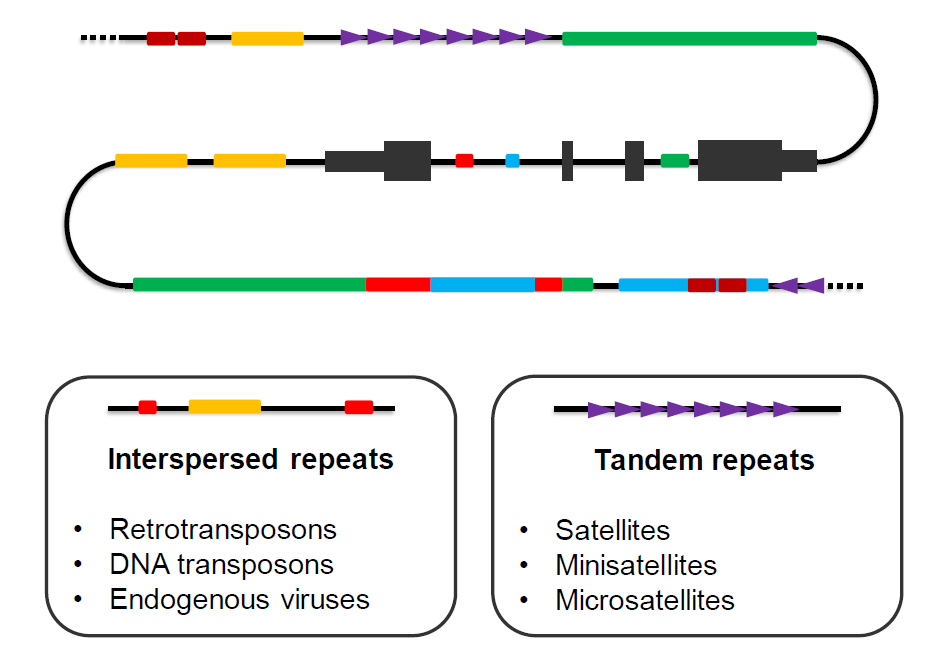 Interspersed repeats
• Retrotransposons
• DNA transposons
• Endogenous viruses
Tandem repeats
• Satellites
• Minisatellites
• Microsatellites